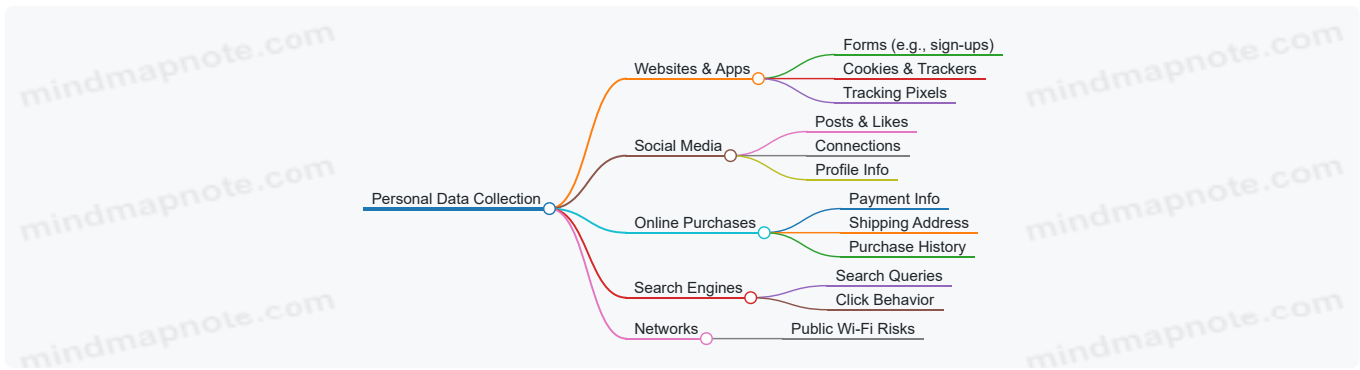 mindmapnote.com
mindmapnote.com
Forms (e.g., sign-ups)
Websites & Apps
Cookies & Trackers
Tracking Pixels
Posts & Likes
Social Media
Connections
Profile Info
mindmapnote.com
mindmapnote.com
Personal Data Collection
Payment Info
Online Purchases
Shipping Address
Purchase History
Search Queries
Search Engines
Click Behavior
Networks
Public Wi-Fi Risks
mindmapnote.com
mindmapnote.com